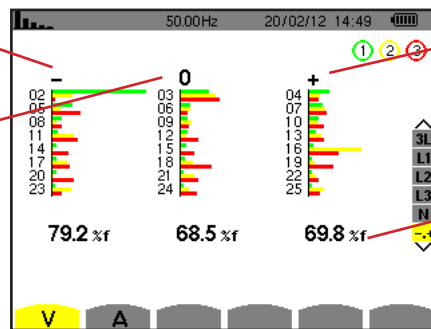 50.00Hz 20/02/12 14:49
1 2 3
- 0 +
02 03 04
05 06 07
08 09 10
11 12 13
14 15 16
17 18 19
20 21 22
23 24 25
79.2 %f 68.5 %f 69.8 %f
3L
L1
L2
L3
N
-.+
V A